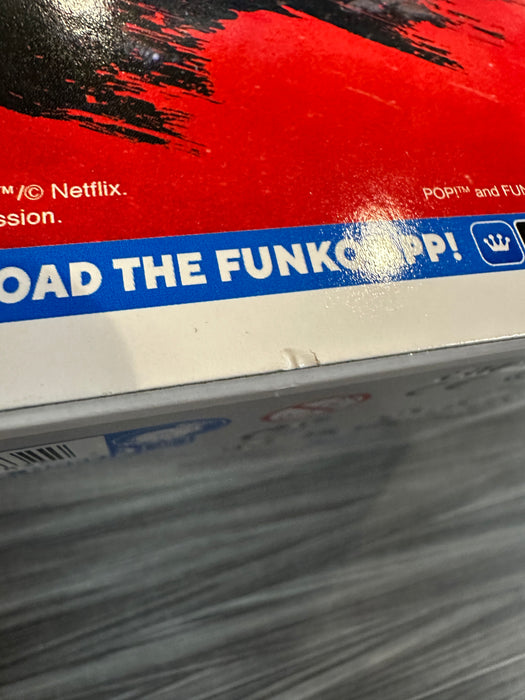 ™/© Netflix.
ssion.
POP!™ and FUN
OAD THE FUNKO APP!